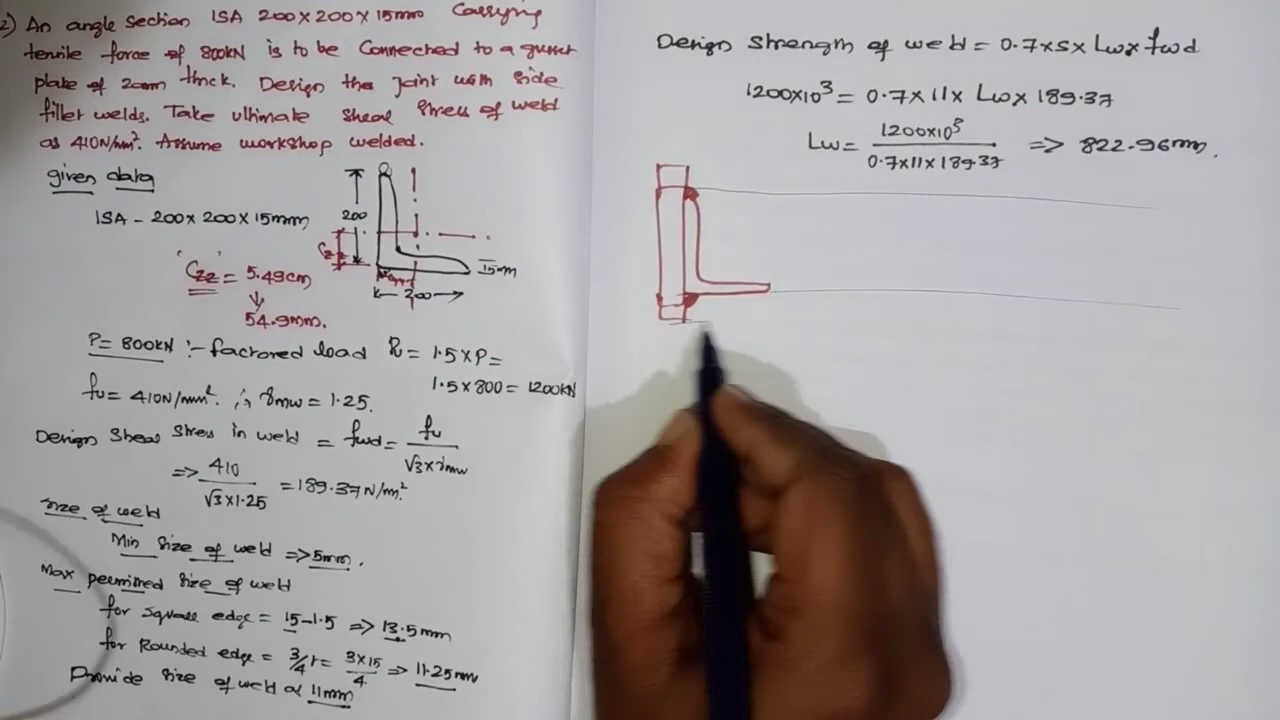 2) An angle section ISA 200×200×15mm Carrying
tensile force of 800kN is to be Connected to a gusset
plate of 20mm thick. Design the joint with side
fillet welds. Take ultimate shear stress of weld
as 410N/mm². Assume workshop welded.
given data
ISA - 200×200×15mm
200
Czz
15mm
Cyy
200
'Czz' = 5.49cm
54.9mm.
P= 800kN :- factored load Pu = 1.5×P=
1.5×800= 1200kN
fu= 410N/mm². ∴ γmw= 1.25.
Design Shear Stress in weld = fwd= fu
√3×γmw
=> 410
√3×1.25
= 189.37N/m²
Size of weld
Min Size of weld => 5mm.
Max permitted Size of weld
for Square edge = 15-1.5 => 13.5mm
for Rounded edge = 3/4 t= 3×15
4
=> 11.25mm
Provide Size of weld as 11mm
Design Strength of weld = 0.7×S× Lw× fwd
1200×10³= 0.7×11× Lw× 189.37
Lw= 1200×10³
0.7×11×189.37
=> 822.96mm.